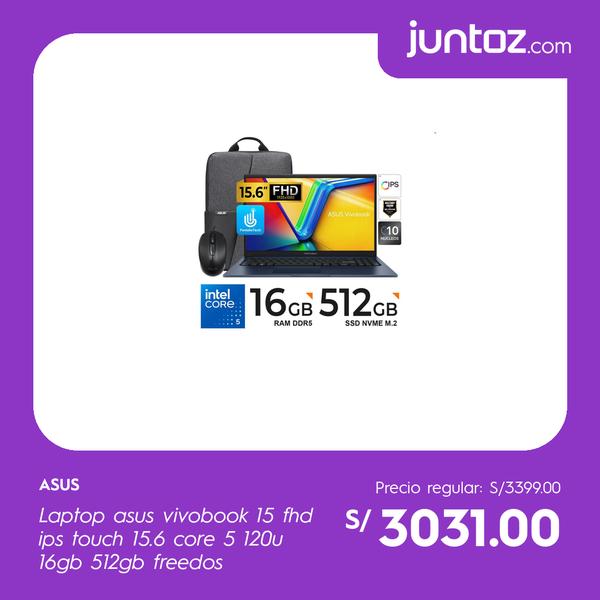 juntoz.com
15.6" FHD
IPS
ASUS Vivobook
10
NÚCLEOS
intel
CORE
5
16GB
RAM DDR5
512GB
SSD NVME M.2
ASUS
Precio regular: S/3399.00
Laptop asus vivobook 15 fhd
ips touch 15.6 core 5 120u
16gb 512gb freedos
S/ 3031.00